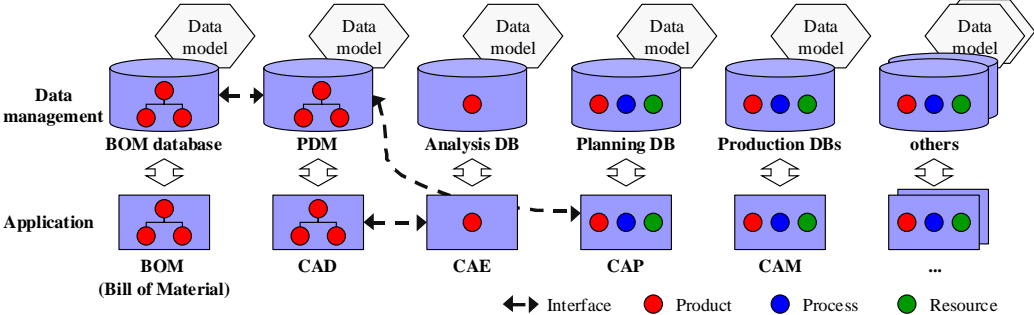 Data
model
Data
model
Data
model
Data
model
Data
model
Data
model
Data
management
BOM database
PDM
Analysis DB
Planning DB
Production DBs
others
Application
BOM
(Bill of Material)
CAD
CAE
CAP
CAM
...
Interface
Product
Process
Resource